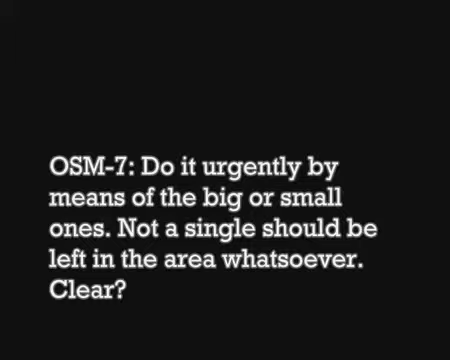 OSM-7: Do it urgently by
means of the big or small
ones. Not a single should be
left in the area whatsoever.
Clear?